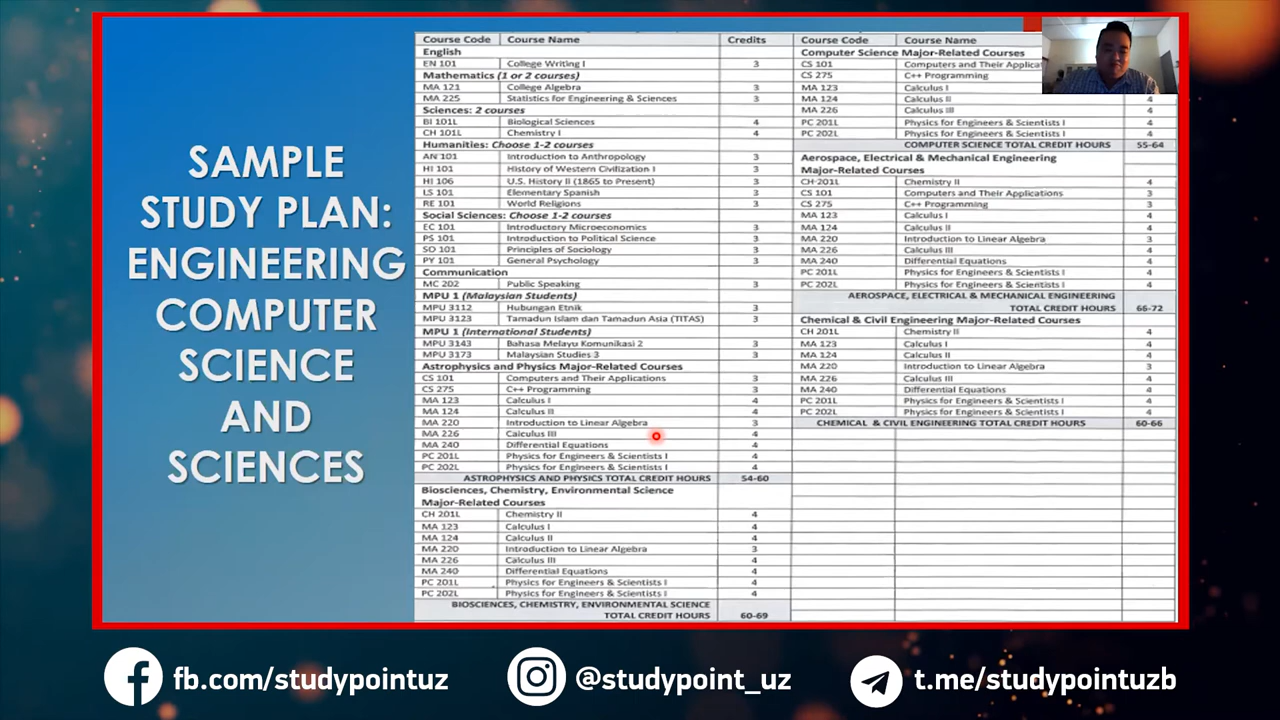 SAMPLE
STUDY PLAN:
ENGINEERING
COMPUTER
SCIENCE
AND
SCIENCES
Course Code Course Name Credits
English
EN 101 College Writing I 3
Mathematics (1 or 2 courses)
MA 121 College Algebra 3
MA 225 Statistics for Engineering & Sciences 3
Sciences: 2 courses
BI 101L Biological Sciences 4
CH 101L Chemistry I 4
Humanities: Choose 1-2 courses
AN 101 Introduction to Anthropology 3
HI 101 History of Western Civilization I 3
HI 106 U.S. History II (1865 to Present) 3
LS 101 Elementary Spanish 3
RE 101 World Religions 3
Social Sciences: Choose 1-2 courses
EC 101 Introductory Microeconomics 3
PS 101 Introduction to Political Science 3
SO 101 Principles of Sociology 3
PY 101 General Psychology 3
Communication
MC 202 Public Speaking 3
MPU 1 (Malaysian Students)
MPU 3112 Hubungan Etnik 3
MPU 3123 Tamadun Islam dan Tamadun Asia (TITAS) 3
MPU 1 (International Students)
MPU 3143 Bahasa Melayu Komunikasi 2 3
MPU 3173 Malaysian Studies 3 3
Astrophysics and Physics Major-Related Courses
CS 101 Computers and Their Applications 3
CS 275 C++ Programming 3
MA 123 Calculus I 4
MA 124 Calculus II 4
MA 220 Introduction to Linear Algebra 3
MA 226 Calculus III 4
MA 240 Differential Equations 4
PC 201L Physics for Engineers & Scientists I 4
PC 202L Physics for Engineers & Scientists I 4
ASTROPHYSICS AND PHYSICS TOTAL CREDIT HOURS 54-60
Biosciences, Chemistry, Environmental Science
Major-Related Courses
CH 201L Chemistry II 4
MA 123 Calculus I 4
MA 124 Calculus II 4
MA 220 Introduction to Linear Algebra 3
MA 226 Calculus III 4
MA 240 Differential Equations 4
PC 201L Physics for Engineers & Scientists I 4
PC 202L Physics for Engineers & Scientists I 4
BIOSCIENCES, CHEMISTRY, ENVIRONMENTAL SCIENCE
TOTAL CREDIT HOURS 60-69
Course Code Course Name
Computer Science Major-Related Courses
CS 101 Computers and Their
CS 275 C++ Programming
MA 123 Calculus I
MA 124 Calculus II 4
MA 226 Calculus III 4
PC 201L Physics for Engineers & Scientists I 4
PC 202L Physics for Engineers & Scientists I 4
COMPUTER SCIENCE TOTAL CREDIT HOURS 55-64
Aerospace, Electrical & Mechanical Engineering
Major-Related Courses
CH 201L Chemistry II 4
CS 101 Computers and Their Applications 3
CS 275 C++ Programming 3
MA 123 Calculus I 4
MA 124 Calculus II 4
MA 220 Introduction to Linear Algebra 3
MA 226 Calculus III 4
MA 240 Differential Equations 4
PC 201L Physics for Engineers & Scientists I 4
PC 202L Physics for Engineers & Scientists I 4
AEROSPACE, ELECTRICAL & MECHANICAL ENGINEERING
TOTAL CREDIT HOURS 66-72
Chemical & Civil Engineering Major-Related Courses
CH 201L Chemistry II 4
MA 123 Calculus I 4
MA 124 Calculus II 4
MA 220 Introduction to Linear Algebra 3
MA 226 Calculus III 4
MA 240 Differential Equations 4
PC 201L Physics for Engineers & Scientists I 4
PC 202L Physics for Engineers & Scientists I 4
CHEMICAL & CIVIL ENGINEERING TOTAL CREDIT HOURS 60-66
fb.com/studypointuz
@studypoint_uz
t.me/studypointuzb